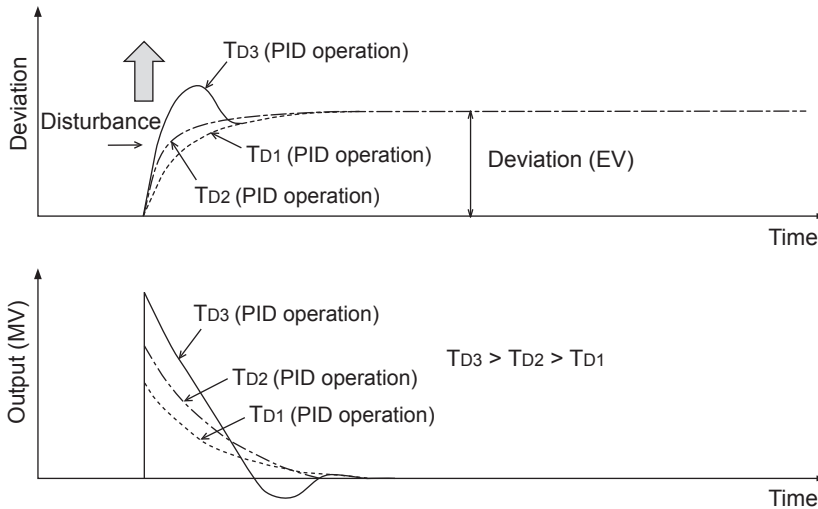 Deviation
TD3 (PID operation)
Disturbance
TD1 (PID operation)
TD2 (PID operation)
Deviation (EV)
Time
Output (MV)
TD3 (PID operation)
TD3 > TD2 > TD1
TD2 (PID operation)
TD1 (PID operation)
Time